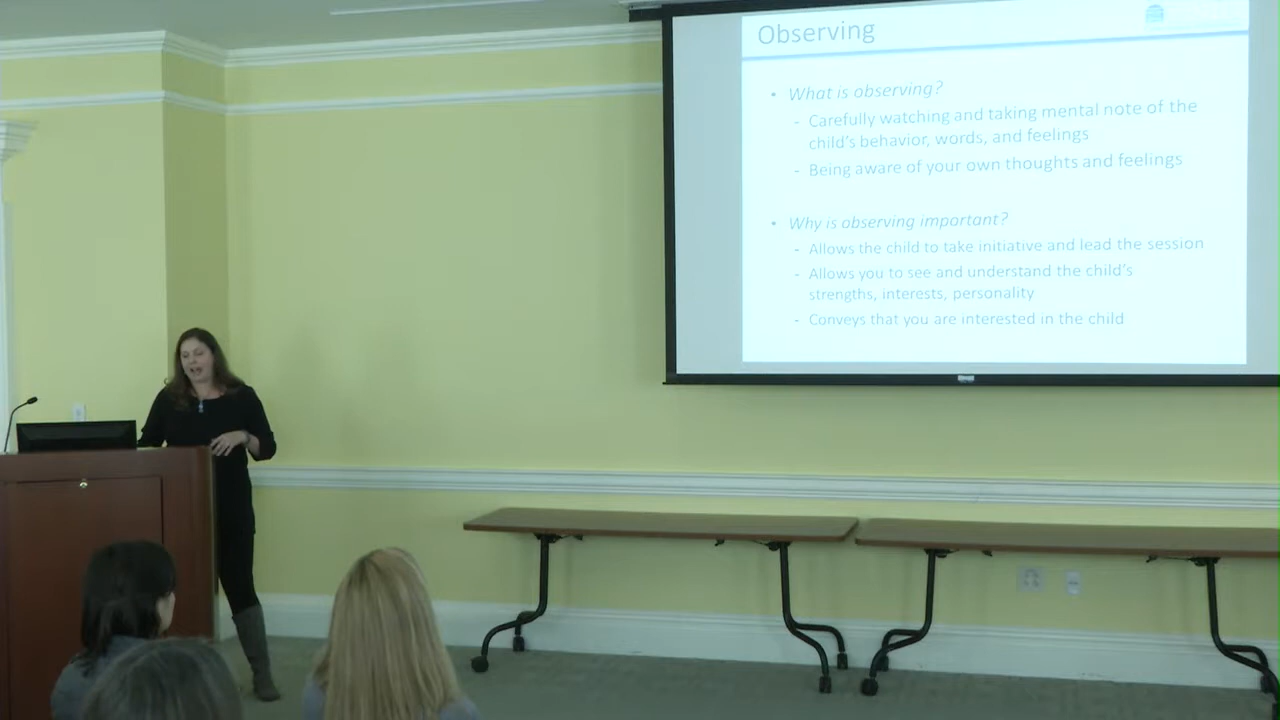 Observing
• What is observing?
- Carefully watching and taking mental note of the
child's behavior, words, and feelings
- Being aware of your own thoughts and feelings
• Why is observing important?
- Allows the child to take initiative and lead the session
- Allows you to see and understand the child's
strengths, interests, personality
- Conveys that you are interested in the child